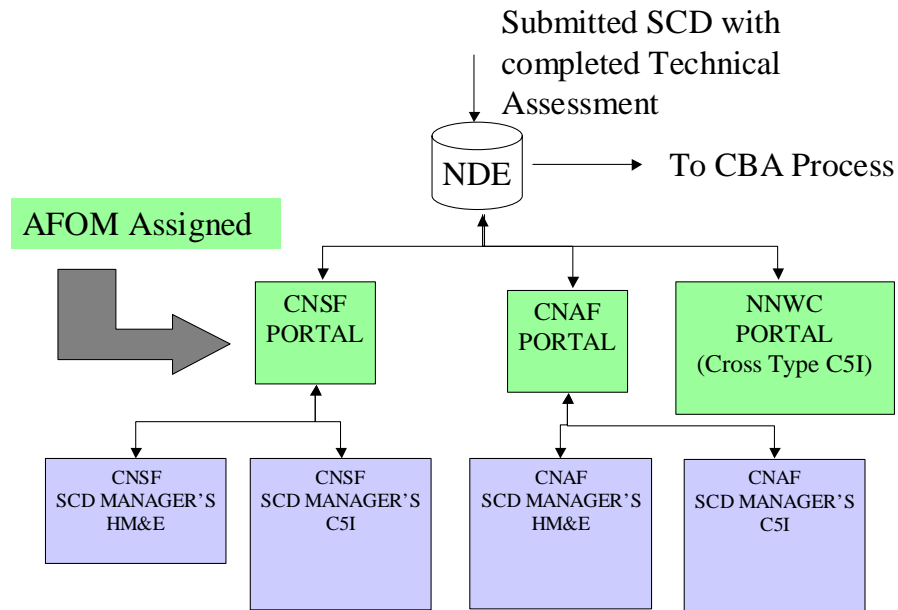 Submitted SCD with
completed Technical
Assessment
NDE
To CBA Process
AFOM Assigned
CNSF
PORTAL
CNAF
PORTAL
NNWC
PORTAL
(Cross Type C5I)
CNSF
SCD MANAGER'S
HM&E
CNSF
SCD MANAGER'S
C5I
CNAF
SCD MANAGER'S
HM&E
CNAF
SCD MANAGER'S
C5I